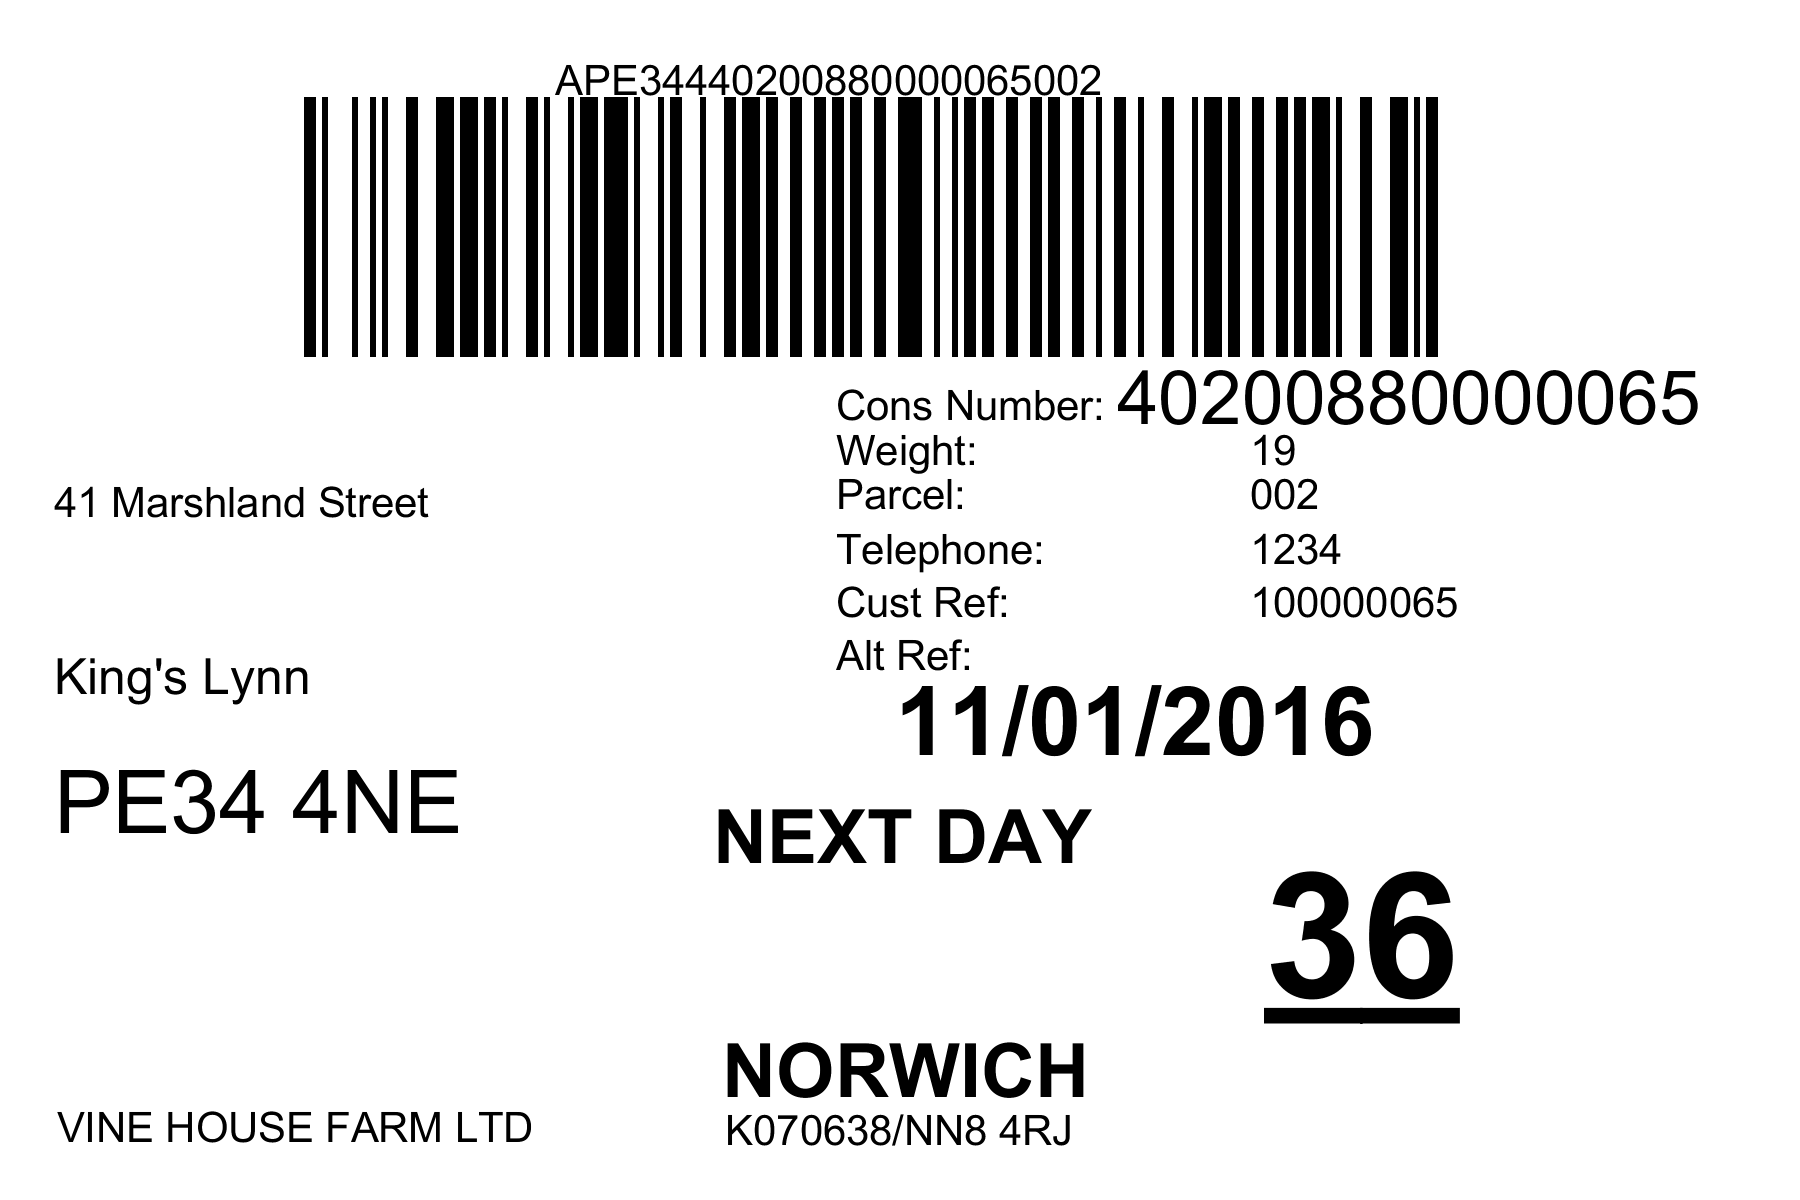 APE34440200880000065002
Cons Number: 40200880000065
Weight: 19
Parcel: 002
Telephone: 1234
Cust Ref: 100000065
Alt Ref:
41 Marshland Street
King's Lynn
PE34 4NE
11/01/2016
NEXT DAY
36
NORWICH
K070638/NN8 4RJ
VINE HOUSE FARM LTD